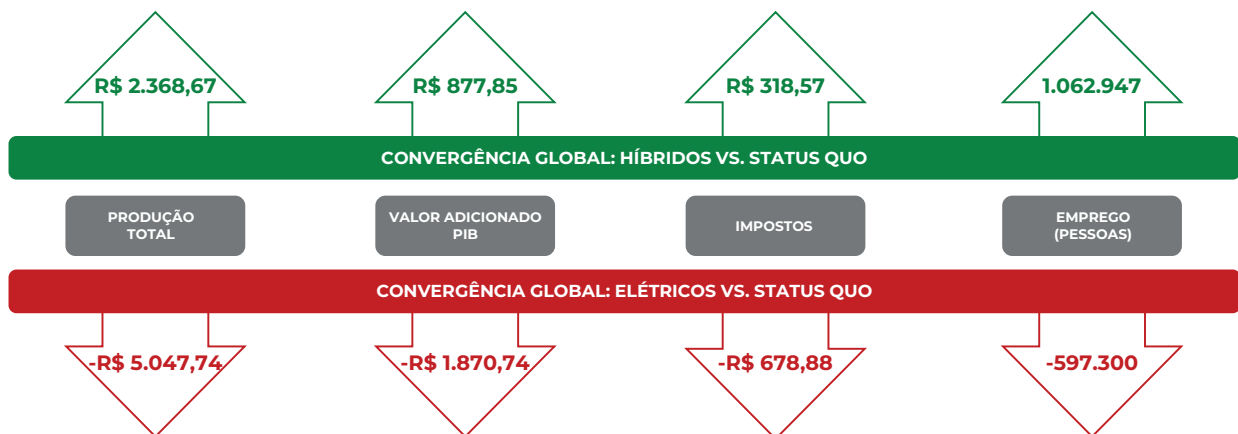 R$ 2.368,67
R$ 877,85
R$ 318,57
1.062.947
CONVERGÊNCIA GLOBAL: HÍBRIDOS VS. STATUS QUO
PRODUÇÃO
TOTAL
VALOR ADICIONADO
PIB
IMPOSTOS
EMPREGO
(PESSOAS)
CONVERGÊNCIA GLOBAL: ELÉTRICOS VS. STATUS QUO
-R$ 5.047,74
-R$ 1.870,74
-R$ 678,88
-597.300